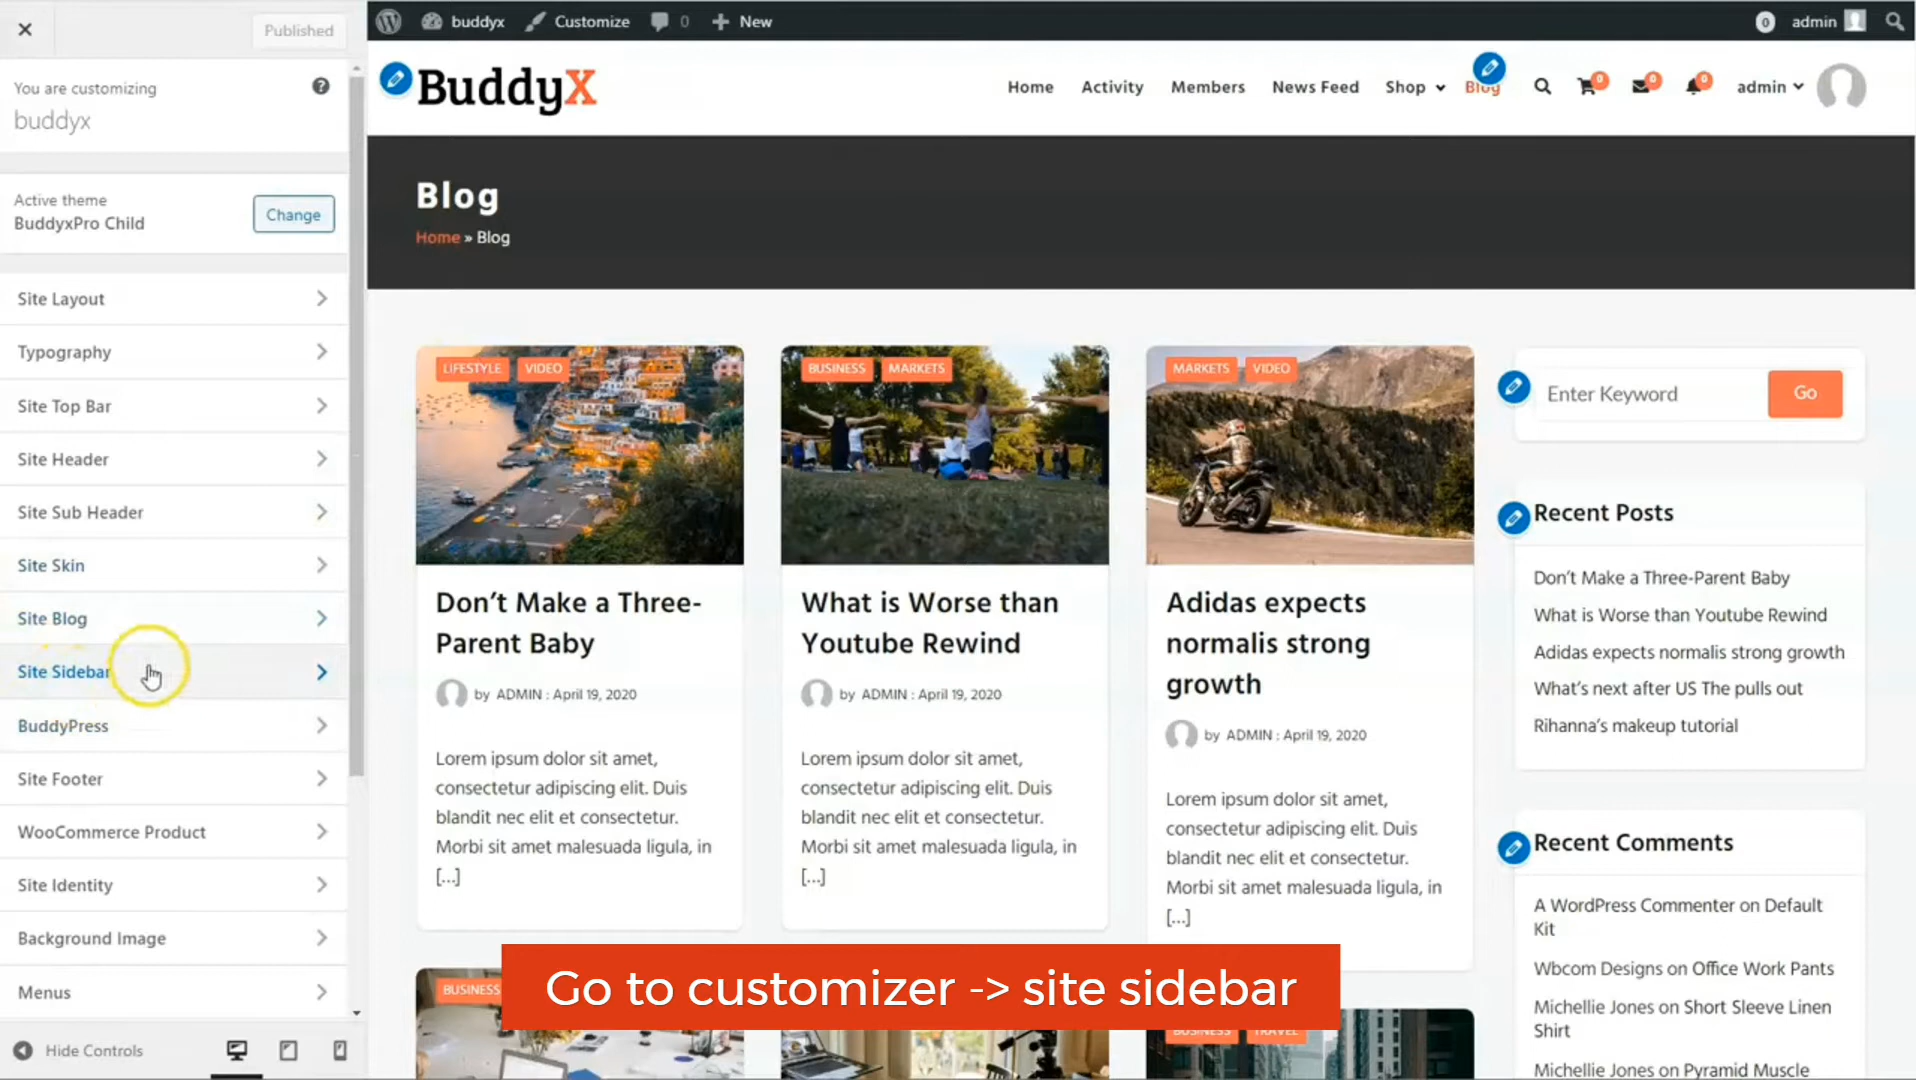 Published
buddyx
Customize
0
New
0
admin
You are customizing
buddyx
BuddyX
Home
Activity
Members
News Feed
Shop
Blog
0
0
0
admin
Active theme
BuddyxPro Child
Change
Blog
Home » Blog
Site Layout
Typography
Site Top Bar
Site Header
Site Sub Header
Site Skin
Site Blog
Site Sidebar
BuddyPress
Site Footer
WooCommerce Product
Site Identity
Background Image
Menus
Hide Controls
LIFESTYLE
VIDEO
Don't Make a Three-
Parent Baby
by ADMIN : April 19, 2020
Lorem ipsum dolor sit amet,
consectetur adipiscing elit. Duis
blandit nec elit et consectetur.
Morbi sit amet malesuada ligula, in
[...]
BUSINESS
MARKETS
What is Worse than
Youtube Rewind
by ADMIN : April 19, 2020
Lorem ipsum dolor sit amet,
consectetur adipiscing elit. Duis
blandit nec elit et consectetur.
Morbi sit amet malesuada ligula, in
[...]
MARKETS
VIDEO
Adidas expects
normalis strong
growth
by ADMIN : April 19, 2020
Lorem ipsum dolor sit amet,
consectetur adipiscing elit. Duis
blandit nec elit et consectetur.
Morbi sit amet malesuada ligula, in
[...]
Enter Keyword
Go
Recent Posts
Don't Make a Three-Parent Baby
What is Worse than Youtube Rewind
Adidas expects normalis strong growth
What's next after US The pulls out
Rihanna's makeup tutorial
Recent Comments
A WordPress Commenter on Default
Kit
Wbcom Designs on Office Work Pants
Michellie Jones on Short Sleeve Linen
Shirt
Michellie Jones on Pyramid Muscle
BUSINESS
BUSINESS
TRAVEL
Go to customizer -> site sidebar